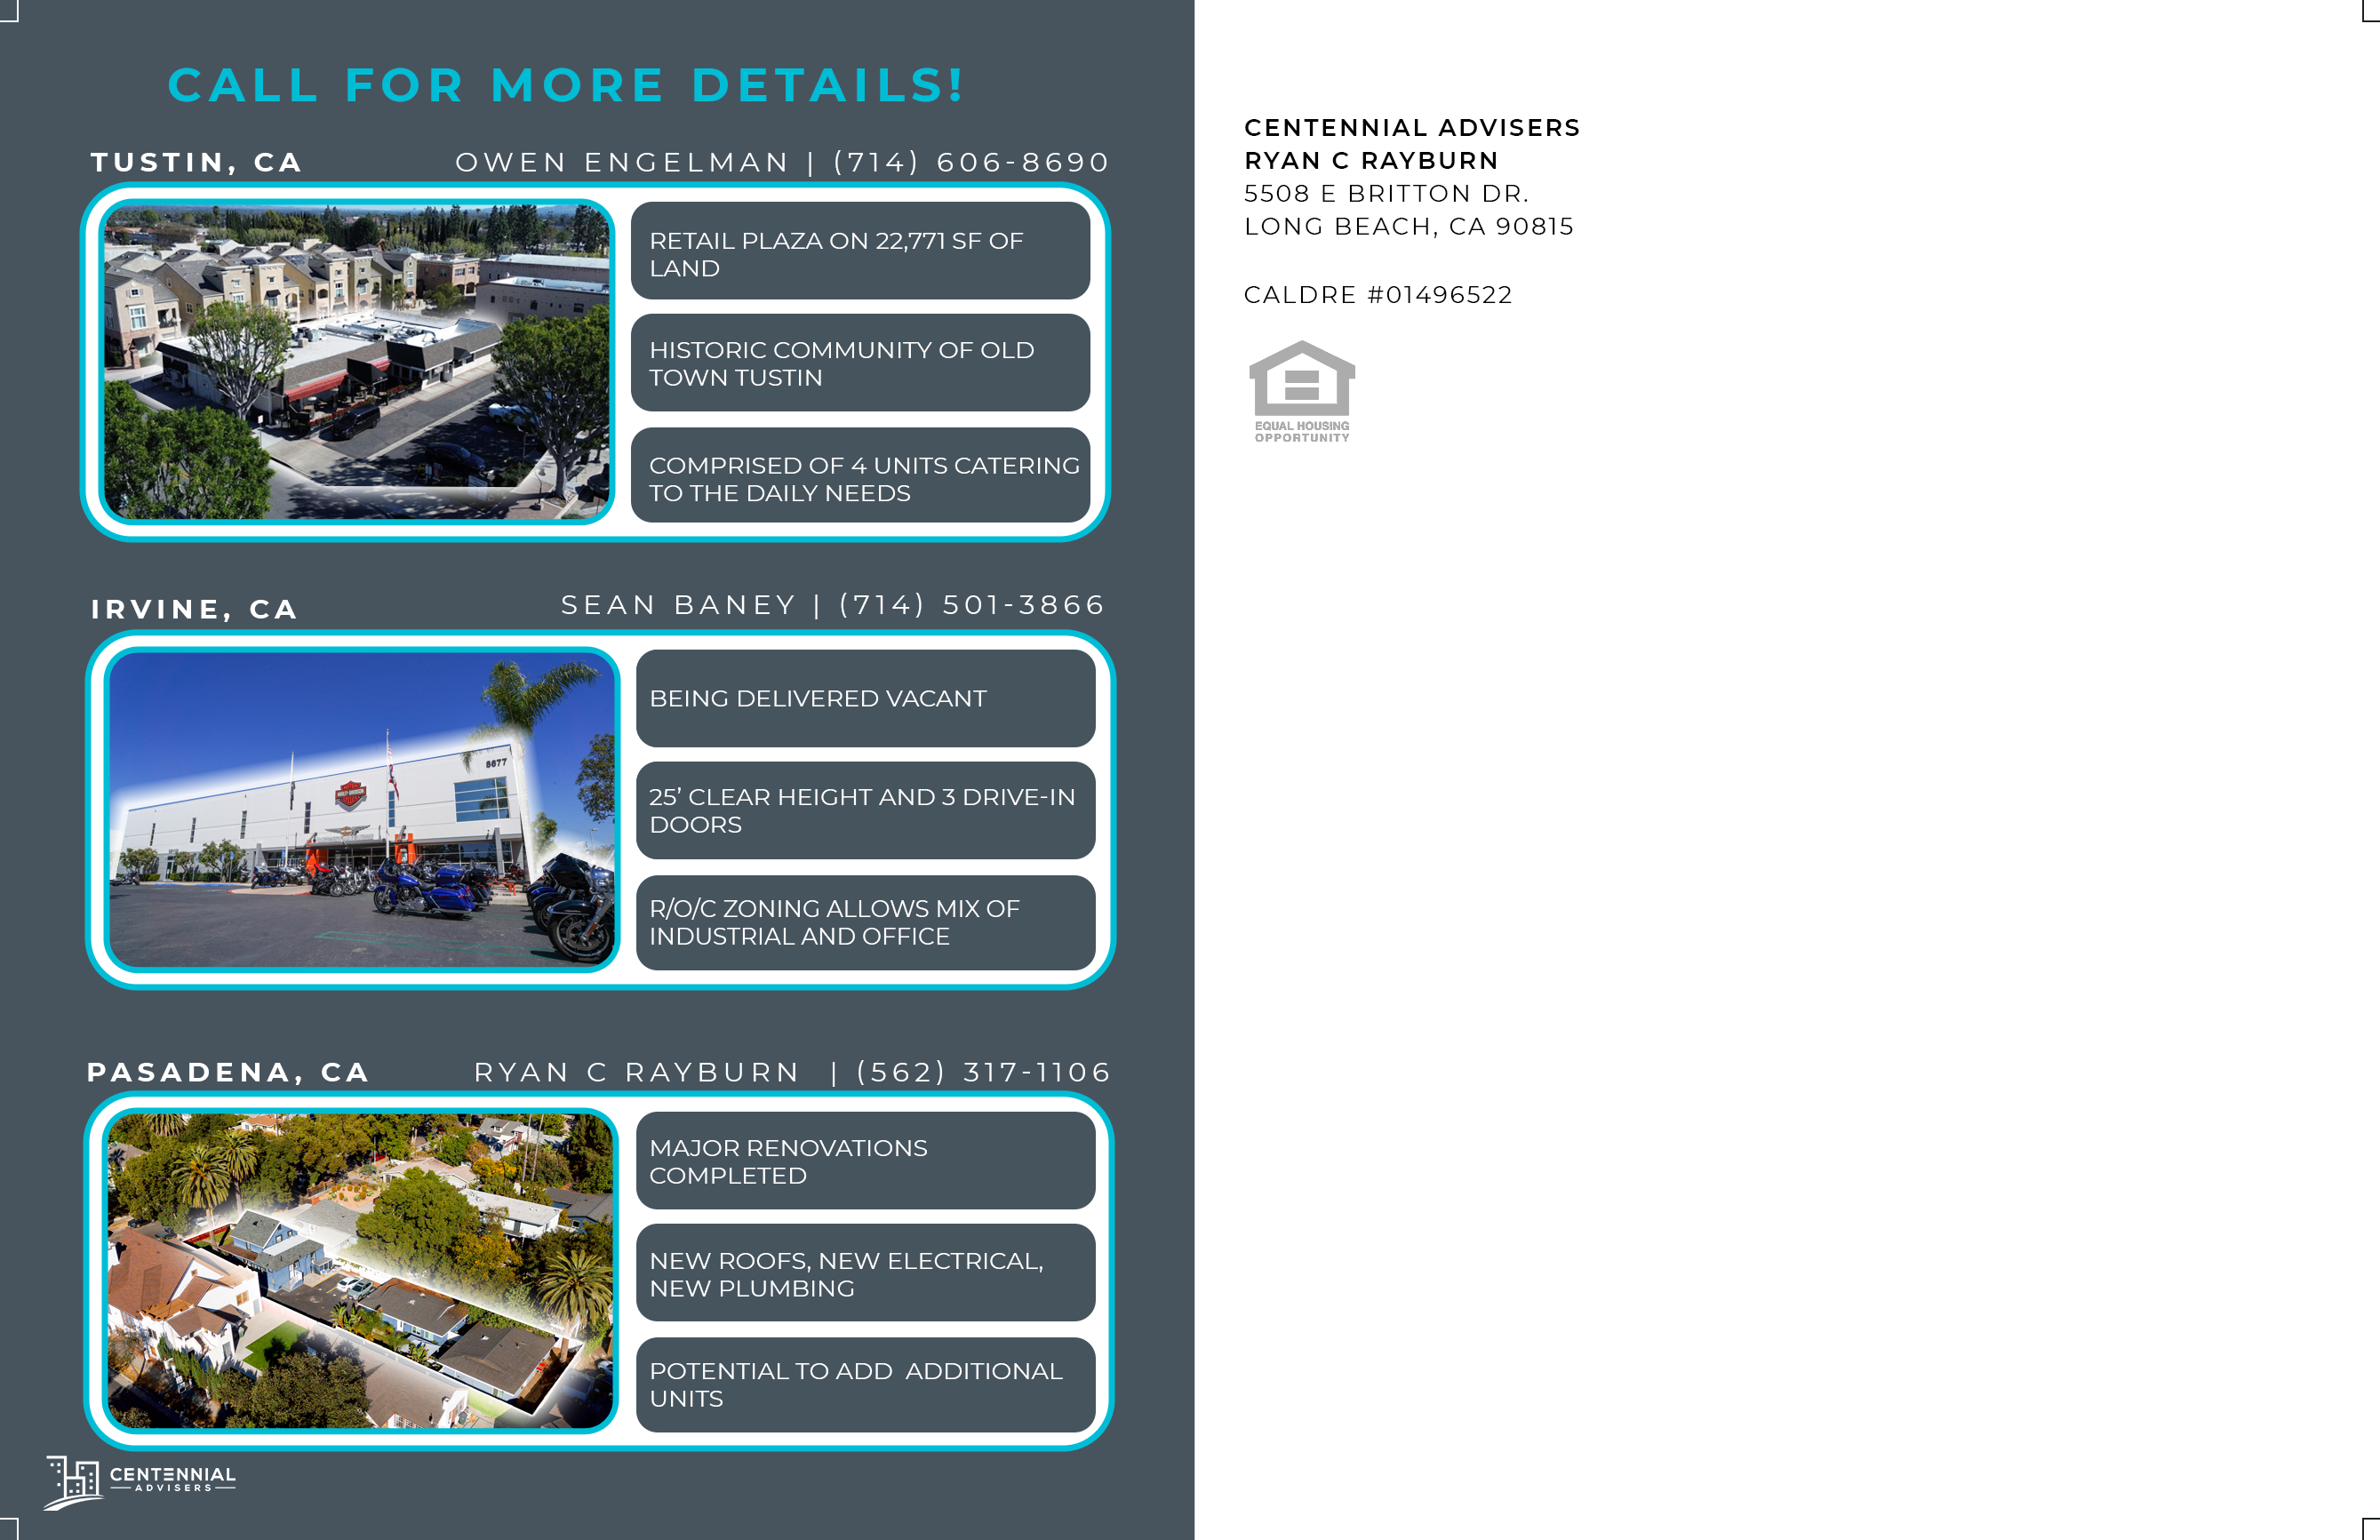 CALL FOR MORE DETAILS!
TUSTIN, CA
OWEN ENGELMAN | (714) 606-8690
RETAIL PLAZA ON 22,771 SF OF
LAND
HISTORIC COMMUNITY OF OLD
TOWN TUSTIN
COMPRISED OF 4 UNITS CATERING
TO THE DAILY NEEDS
IRVINE, CA
SEAN BANEY | (714) 501-3866
8677
HARLEY-DAVIDSON
BEING DELIVERED VACANT
25’ CLEAR HEIGHT AND 3 DRIVE-IN
DOORS
R/O/C ZONING ALLOWS MIX OF
INDUSTRIAL AND OFFICE
PASADENA, CA
RYAN C RAYBURN | (562) 317-1106
MAJOR RENOVATIONS
COMPLETED
NEW ROOFS, NEW ELECTRICAL,
NEW PLUMBING
POTENTIAL TO ADD ADDITIONAL
UNITS
CENTENNIAL
ADVISERS
CENTENNIAL ADVISERS
RYAN C RAYBURN
5508 E BRITTON DR.
LONG BEACH, CA 90815
CALDRE #01496522
EQUAL HOUSING
OPPORTUNITY